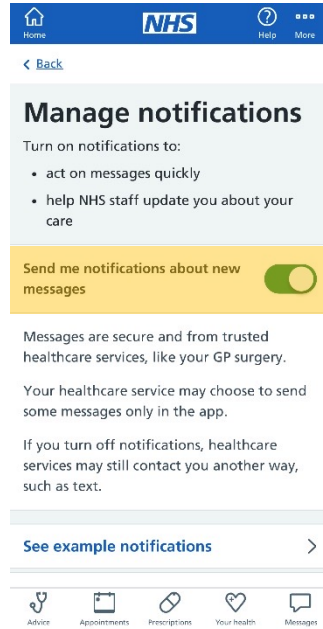 NHS
Home
Help
More
Back
Manage notifications
Turn on notifications to:
• act on messages quickly
• help NHS staff update you about your
care
Send me notifications about new
messages
Messages are secure and from trusted
healthcare services, like your GP surgery.
Your healthcare service may choose to send
some messages only in the app.
If you turn off notifications, healthcare
services may still contact you another way,
such as text.
See example notifications
Advice
Appointments
Prescriptions
Your health
Messages